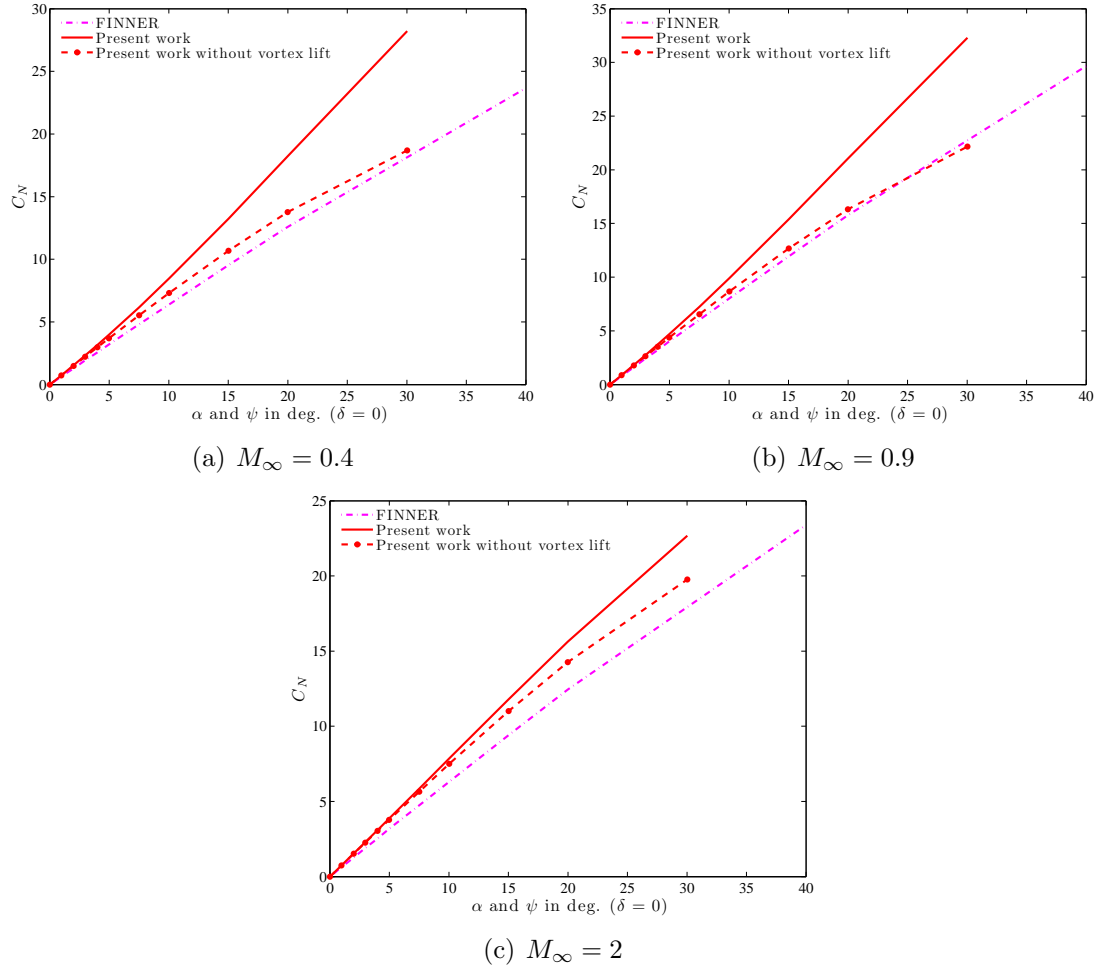 FINNER
Present work
Present work without vortex lift
30
25
20
15
10
5
0
C_N
0 5 10 15 20 25 30 35 40
α and ψ in deg. (δ = 0)
(a) M∞ = 0.4
FINNER
Present work
Present work without vortex lift
35
30
25
20
15
10
5
0
C_N
0 5 10 15 20 25 30 35 40
α and ψ in deg. (δ = 0)
(b) M∞ = 0.9
FINNER
Present work
Present work without vortex lift
25
20
15
10
5
0
C_N
0 5 10 15 20 25 30 35 40
α and ψ in deg. (δ = 0)
(c) M∞ = 2